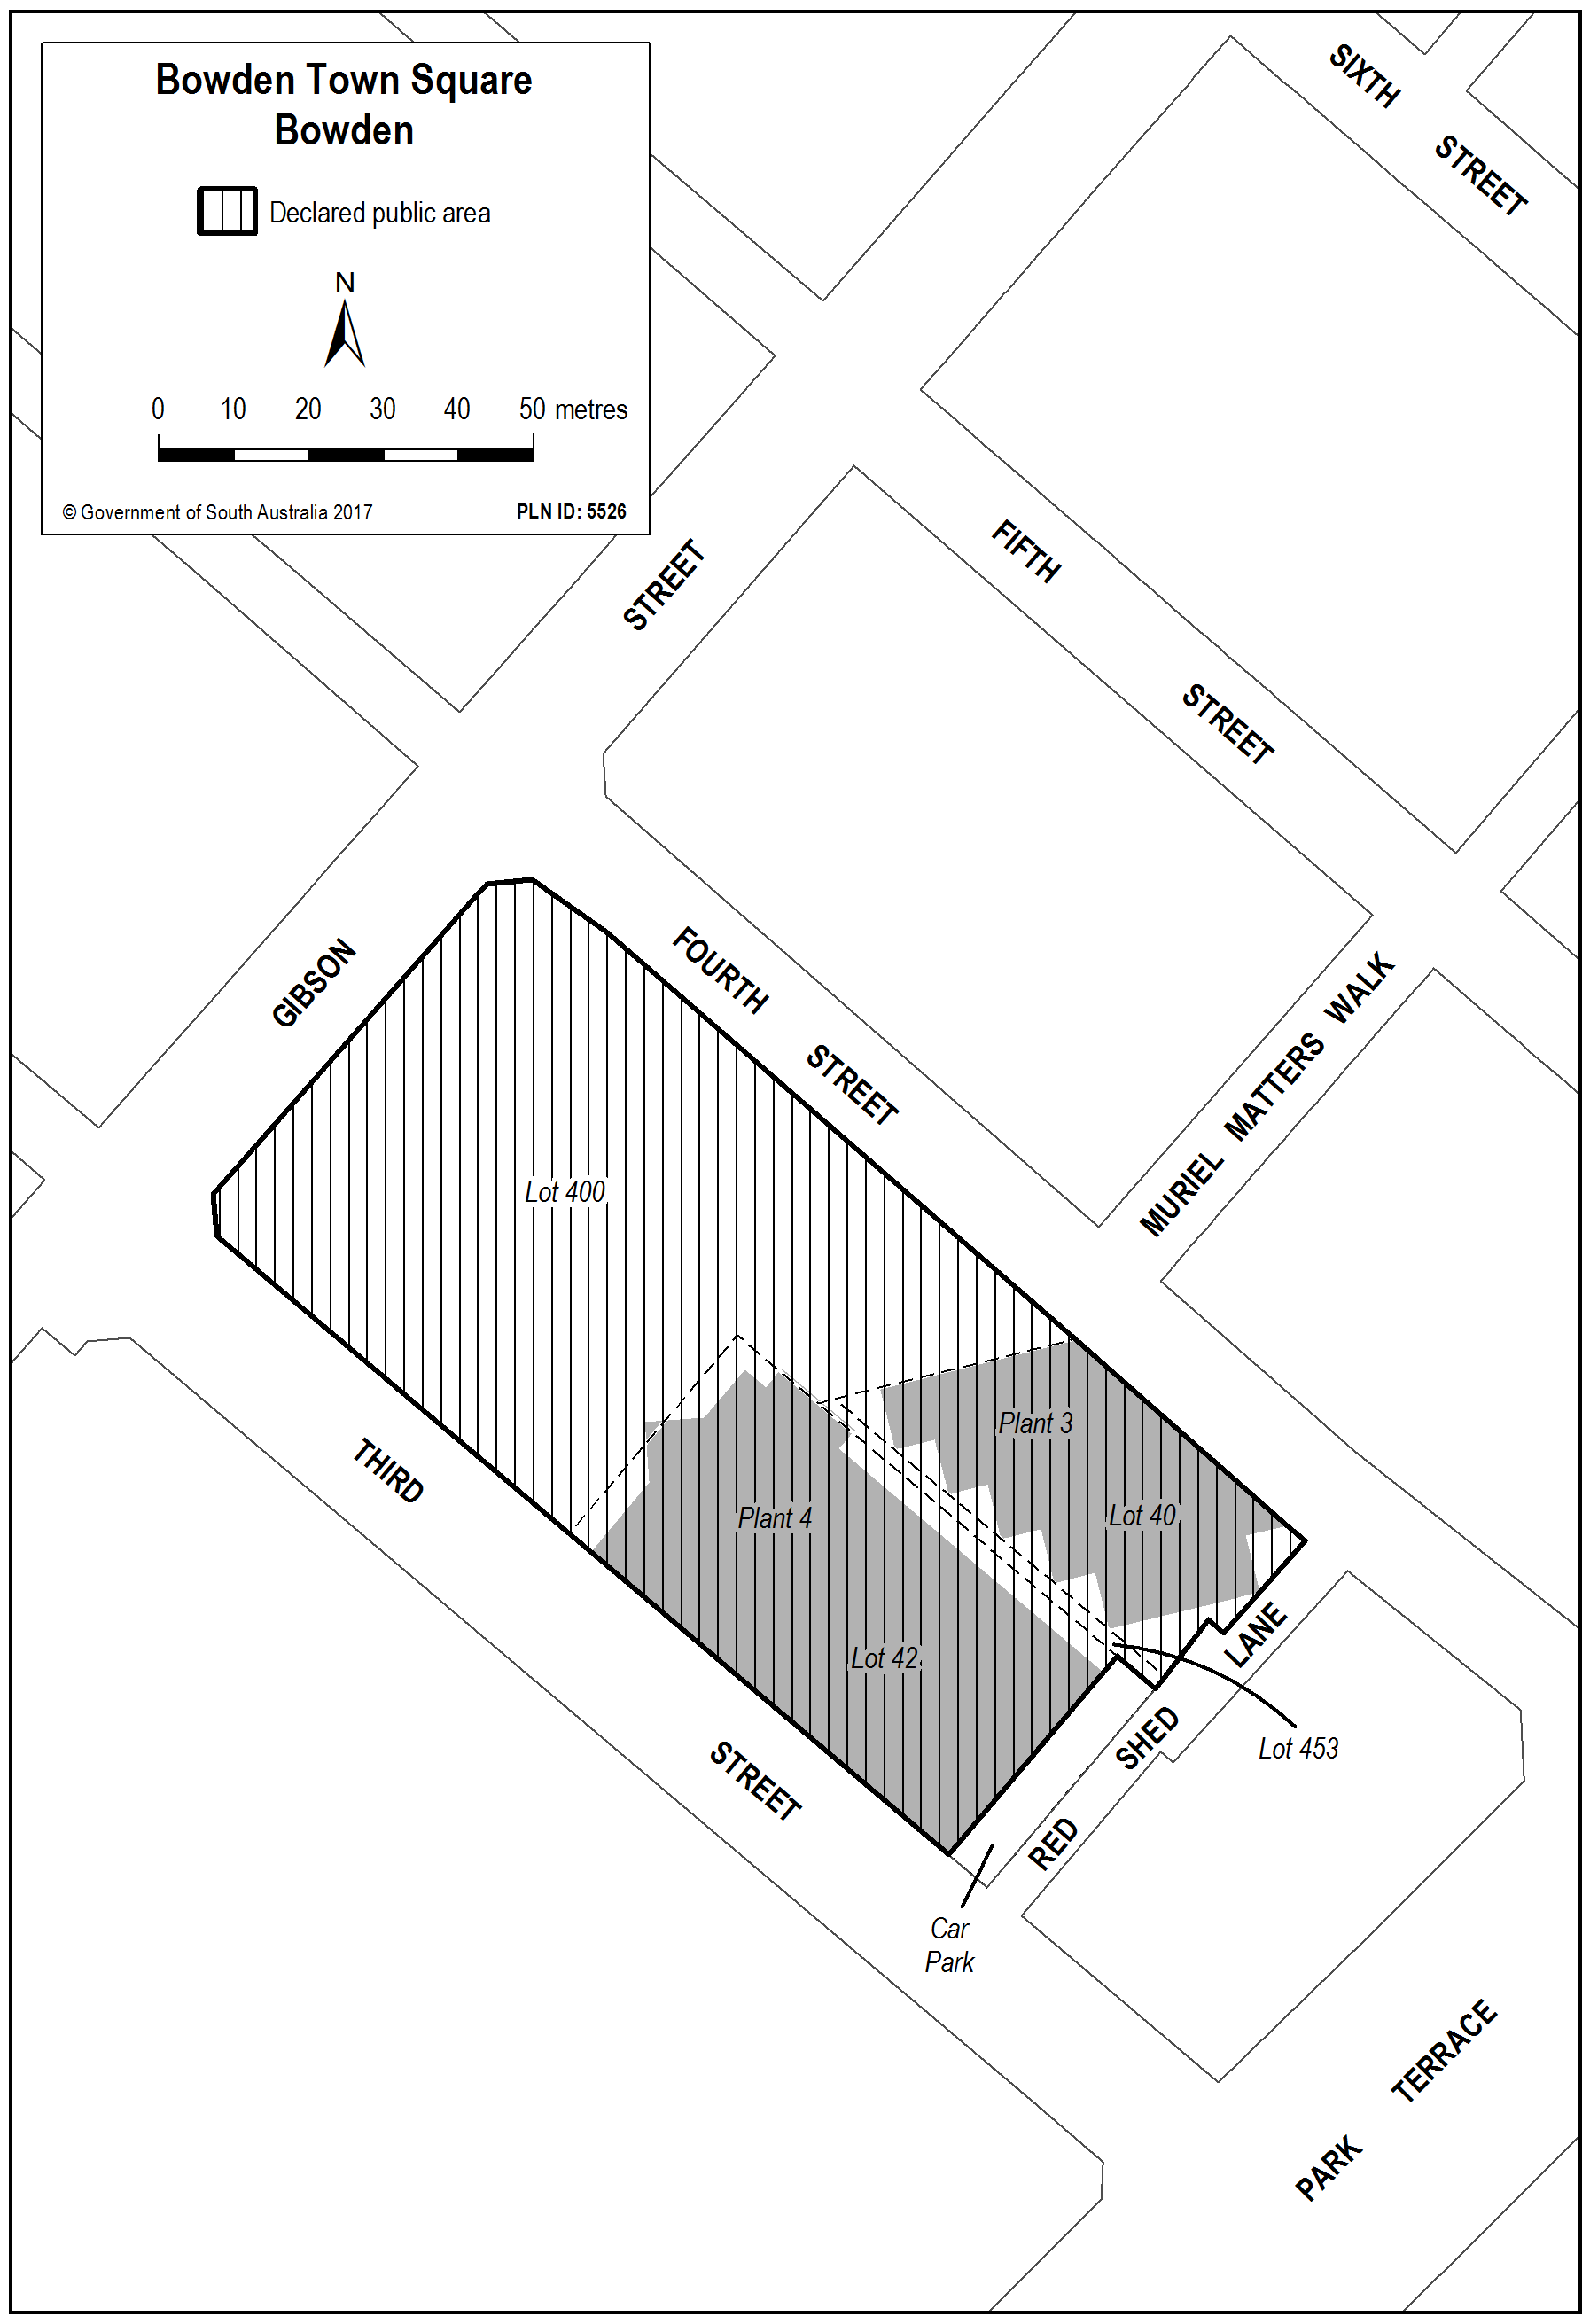 Bowden Town Square
Bowden
Declared public area
N
0 10 20 30 40 50 metres
© Government of South Australia 2017 PLN ID: 5526
SIXTH STREET
FIFTH STREET
GIBSON STREET
FOURTH STREET
MURIEL MATTERS WALK
Lot 400
THIRD STREET
Plant 3
Plant 4
Lot 40
Lot 42
RED SHED LANE
Lot 453
Car
Park
PARK TERRACE